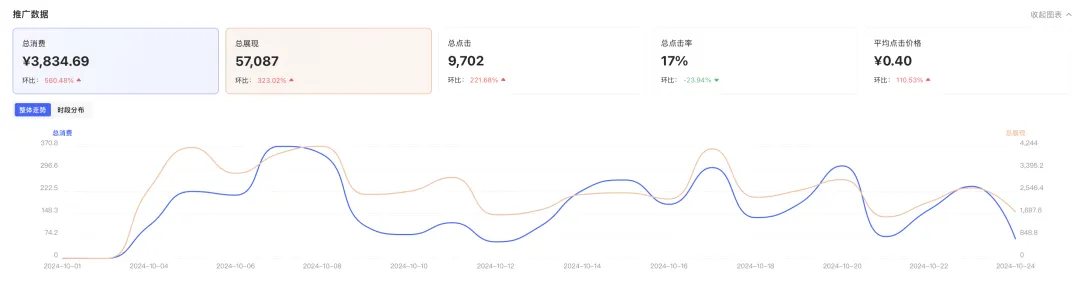 推广数据 收起图表
总消费 总展现 总点击 总点击率 平均点击价格
¥3,834.69 57,087 9,702 17% ¥0.40
环比： 560.48% 环比： 323.02% 环比： 221.68% 环比： -23.94% 环比： 110.53%
整体走势 时段分布
总消费 总展现
370.8 4,244
296.6 3,395.2
222.5 2,546.4
148.3 1,697.6
74.2 848.8
0 0
2024-10-01 2024-10-04 2024-10-06 2024-10-08 2024-10-10 2024-10-12 2024-10-14 2024-10-16 2024-10-18 2024-10-20 2024-10-22 2024-10-24